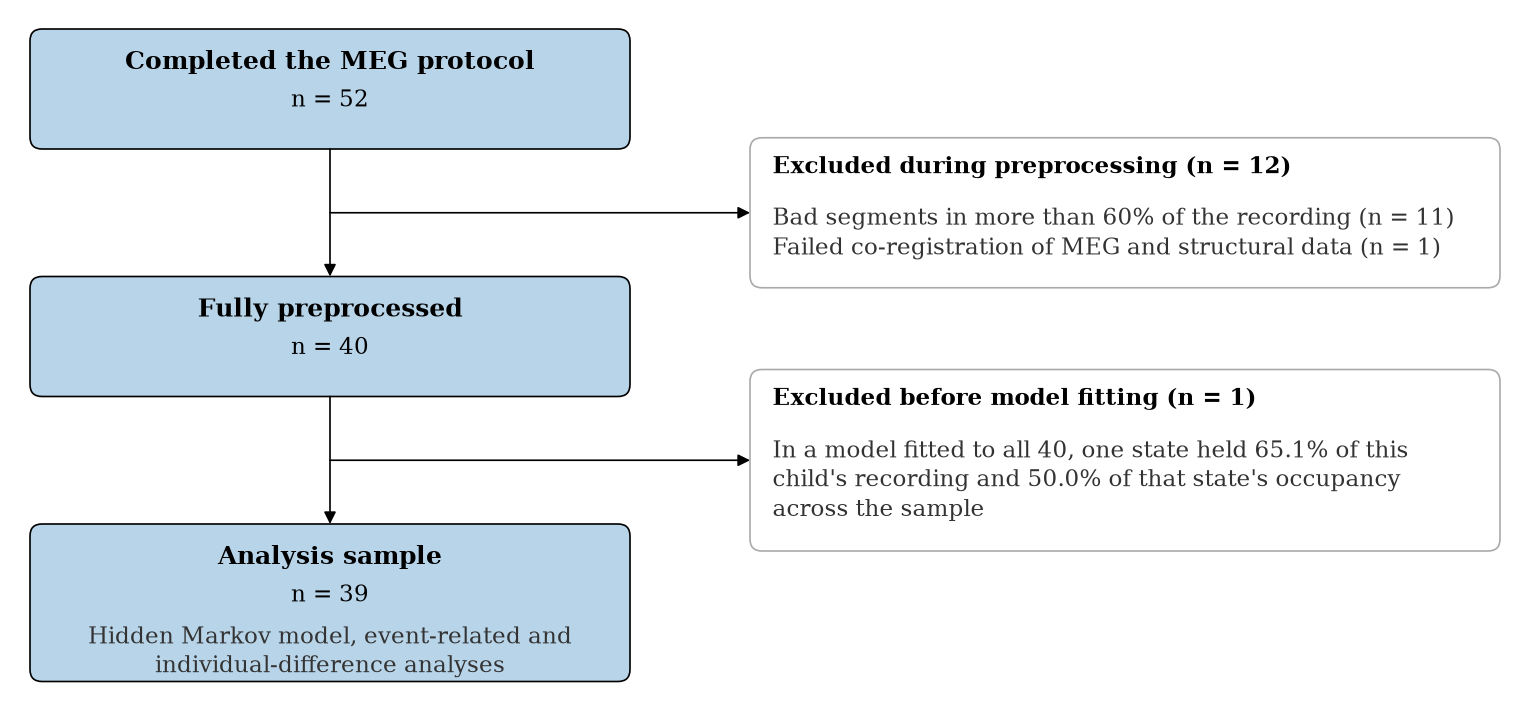 Completed the MEG protocol
n = 52
Excluded during preprocessing (n = 12)
Bad segments in more than 60% of the recording (n = 11)
Failed co-registration of MEG and structural data (n = 1)
Fully preprocessed
n = 40
Excluded before model fitting (n = 1)
In a model fitted to all 40, one state held 65.1% of this
child's recording and 50.0% of that state's occupancy
across the sample
Analysis sample
n = 39
Hidden Markov model, event-related and
individual-difference analyses